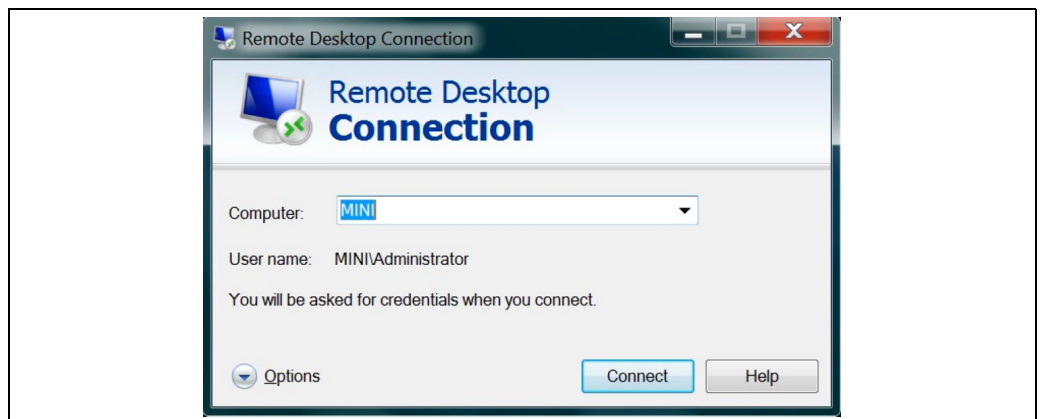 Remote Desktop Connection
Remote Desktop
Connection
Computer: MINI
User name: MINI\Administrator
You will be asked for credentials when you connect.
Options
Connect Help